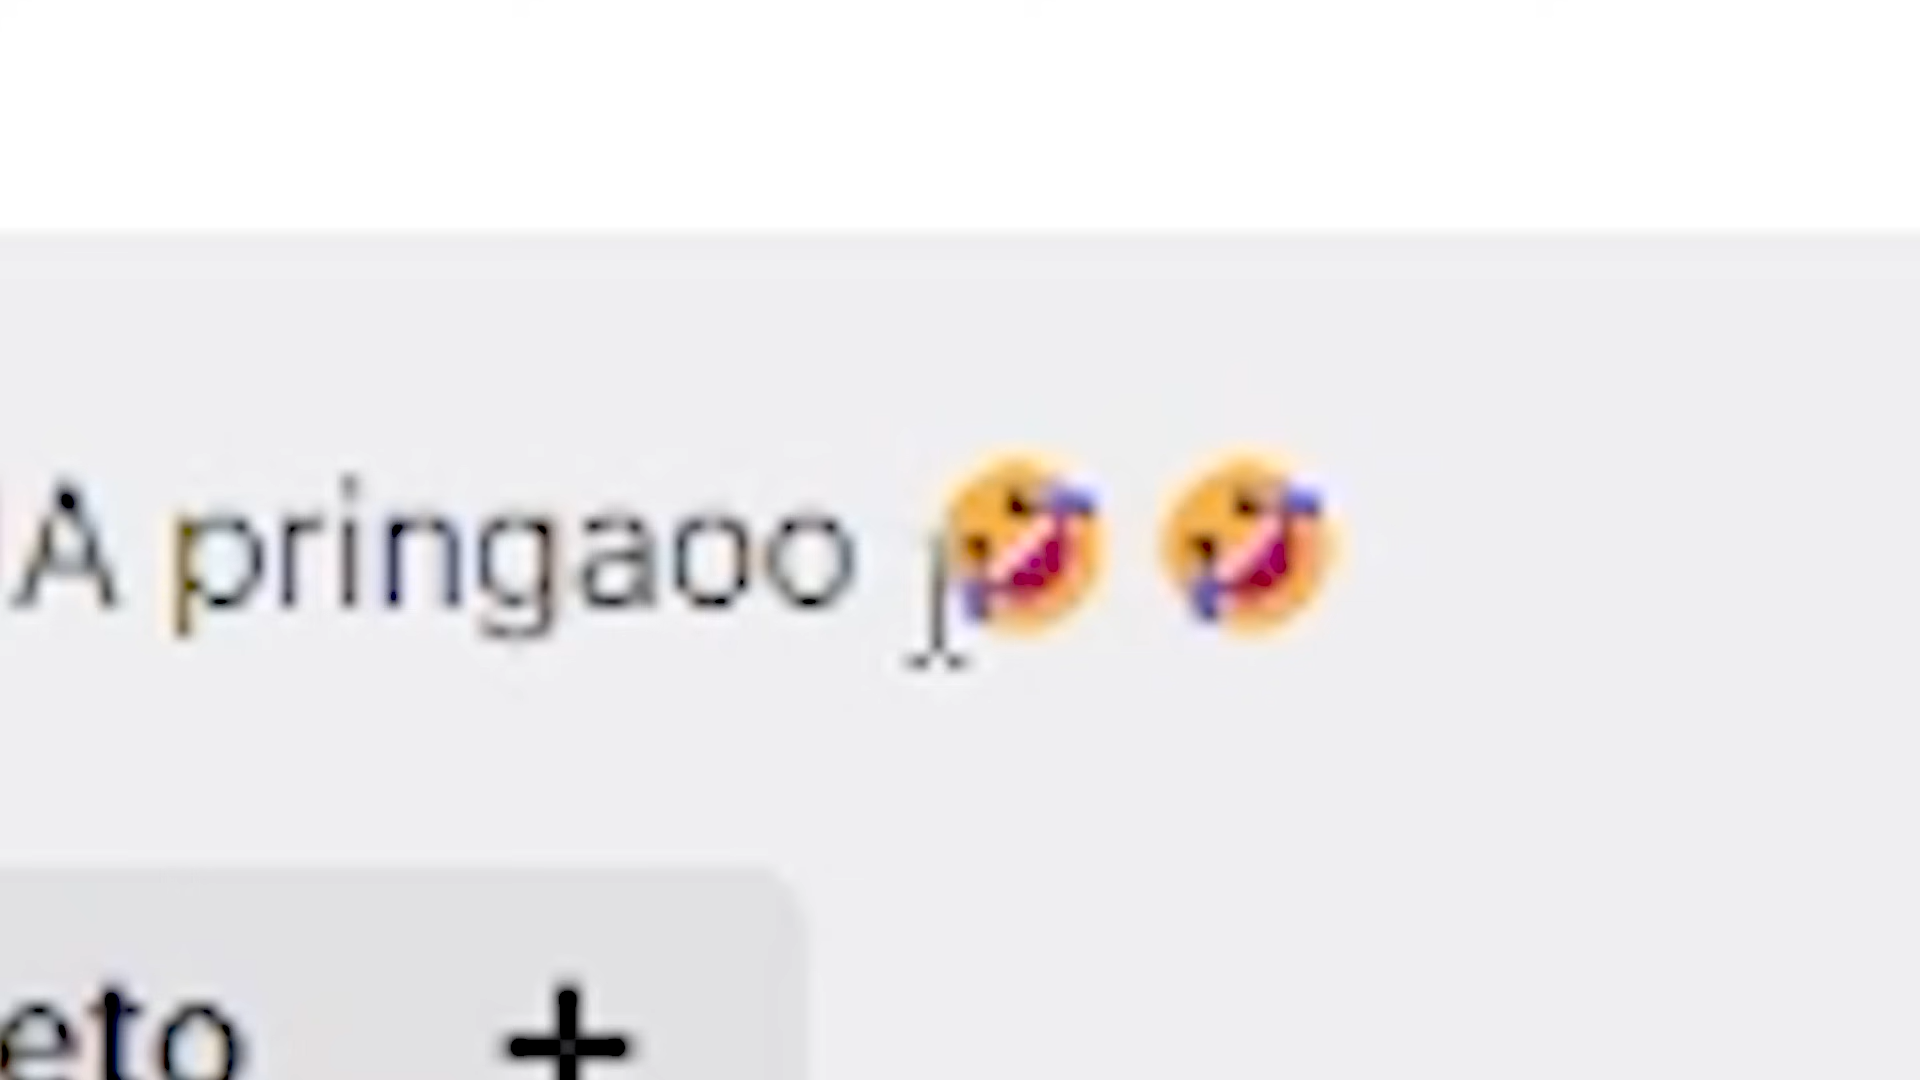 A pringaoo 🤣🤣
eto +